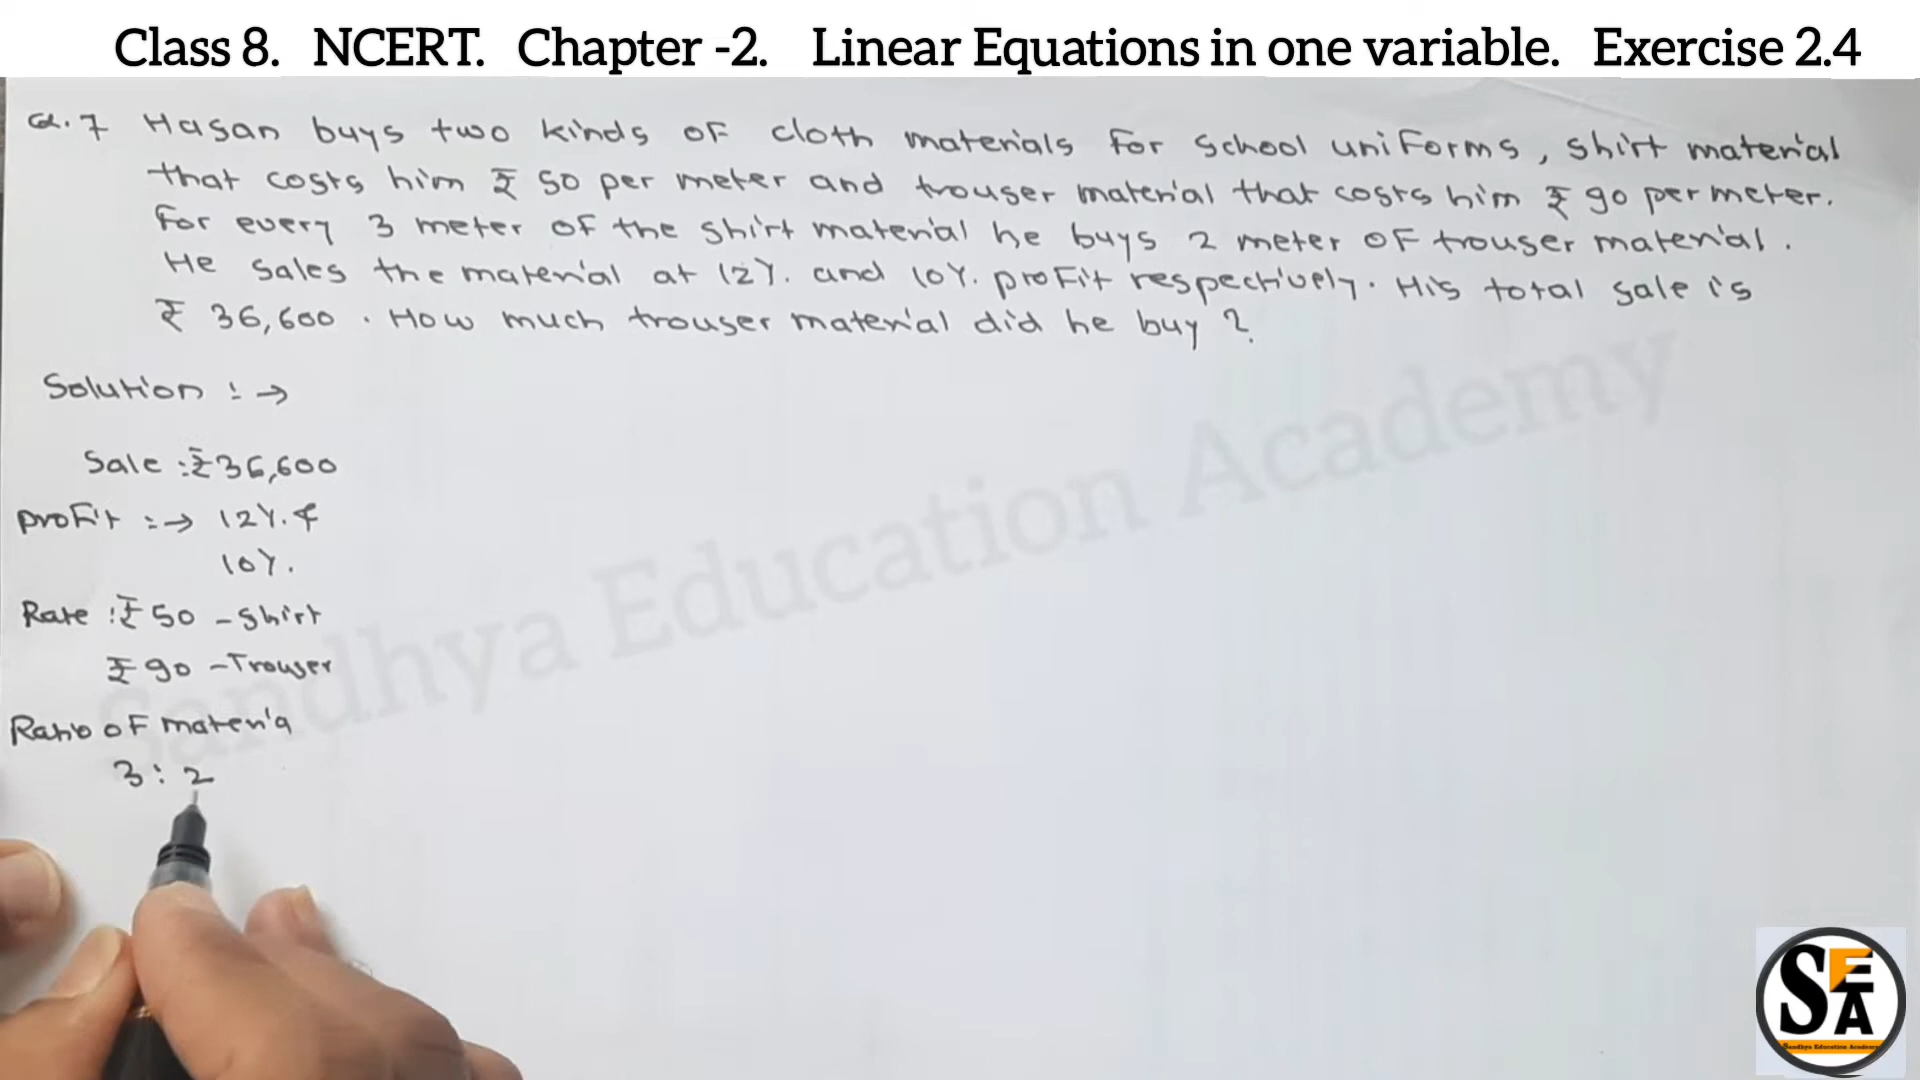 Class 8. NCERT. Chapter -2. Linear Equations in one variable. Exercise 2.4
Q.7 Hasan buys two kinds of cloth materials for school uniforms, shirt material
that costs him ₹ 50 per meter and trouser material that costs him ₹ 90 per meter.
For every 3 meter of the shirt material he buys 2 meter of trouser material.
He sales the material at 12%. and 10%. profit respectively. His total sale is
₹ 36,600. How much trouser material did he buy ?
Solution :→
Sale :₹36,600
profit :→ 12%. &
10%.
Rate :₹ 50 - shirt
₹ 90 - Trouser
Ratio of materia
3 : 2
Sandhya Education Academy
SEA
Sandhya Education Academy